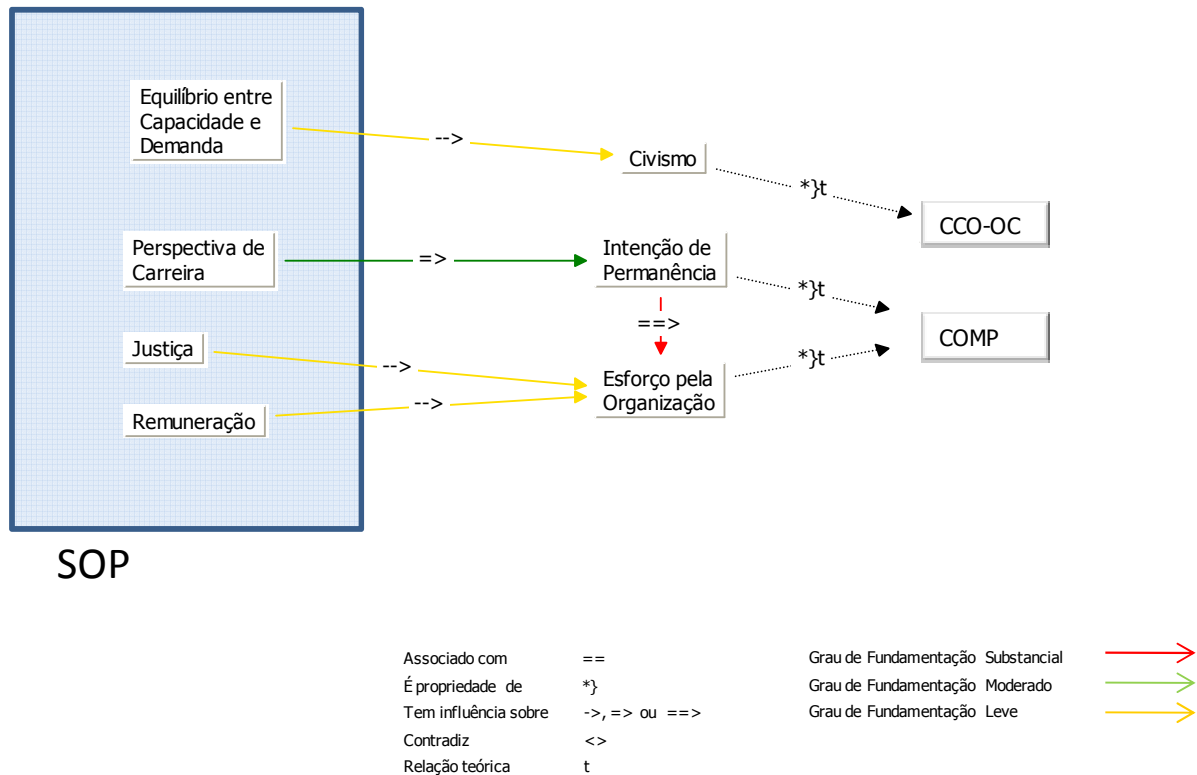 Equilíbrio entre
Capacidade e
Demanda
-->
Civismo
*}t
CCO-OC
Perspectiva de
Carreira
=>
Intenção de
Permanência
*}t
==>
COMP
Justiça
-->
*}t
Esforço pela
Organização
Remuneração
-->
SOP
Associado com ==
É propriedade de *}
Tem influência sobre ->, => ou ==>
Contradiz <>
Relação teórica t
Grau de Fundamentação Substancial
Grau de Fundamentação Moderado
Grau de Fundamentação Leve